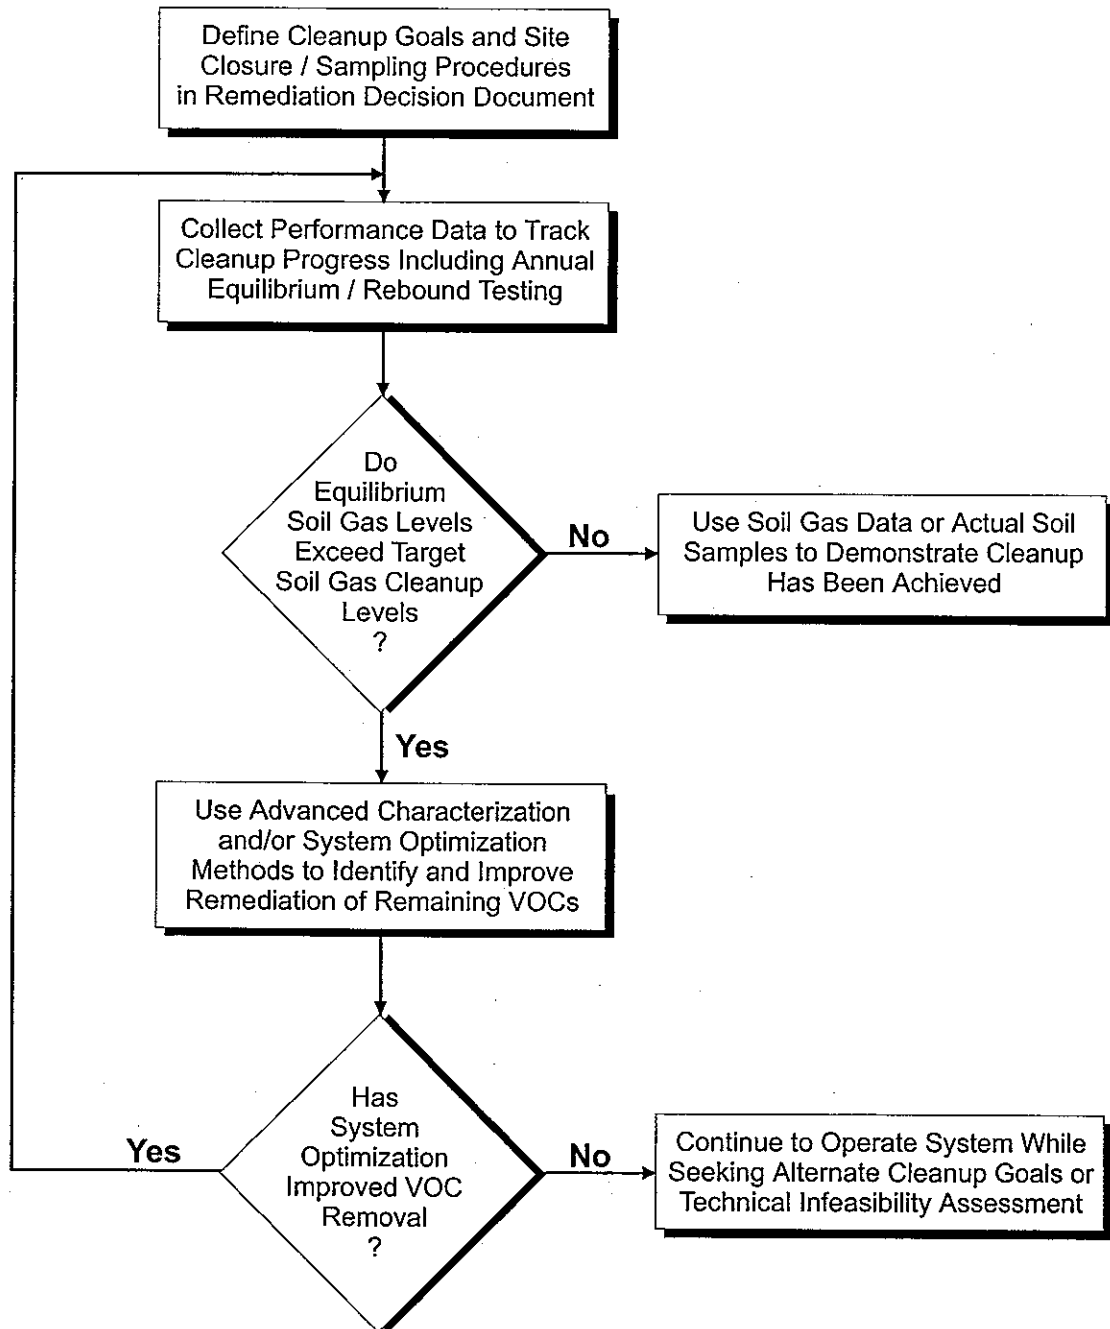 Define Cleanup Goals and Site
Closure / Sampling Procedures
in Remediation Decision Document
Collect Performance Data to Track
Cleanup Progress Including Annual
Equilibrium / Rebound Testing
Do
Equilibrium
Soil Gas Levels
Exceed Target
Soil Gas Cleanup
Levels
?
No
Use Soil Gas Data or Actual Soil
Samples to Demonstrate Cleanup
Has Been Achieved
Yes
Use Advanced Characterization
and/or System Optimization
Methods to Identify and Improve
Remediation of Remaining VOCs
Has
System
Optimization
Improved VOC
Removal
?
Yes
No
Continue to Operate System While
Seeking Alternate Cleanup Goals or
Technical Infeasibility Assessment